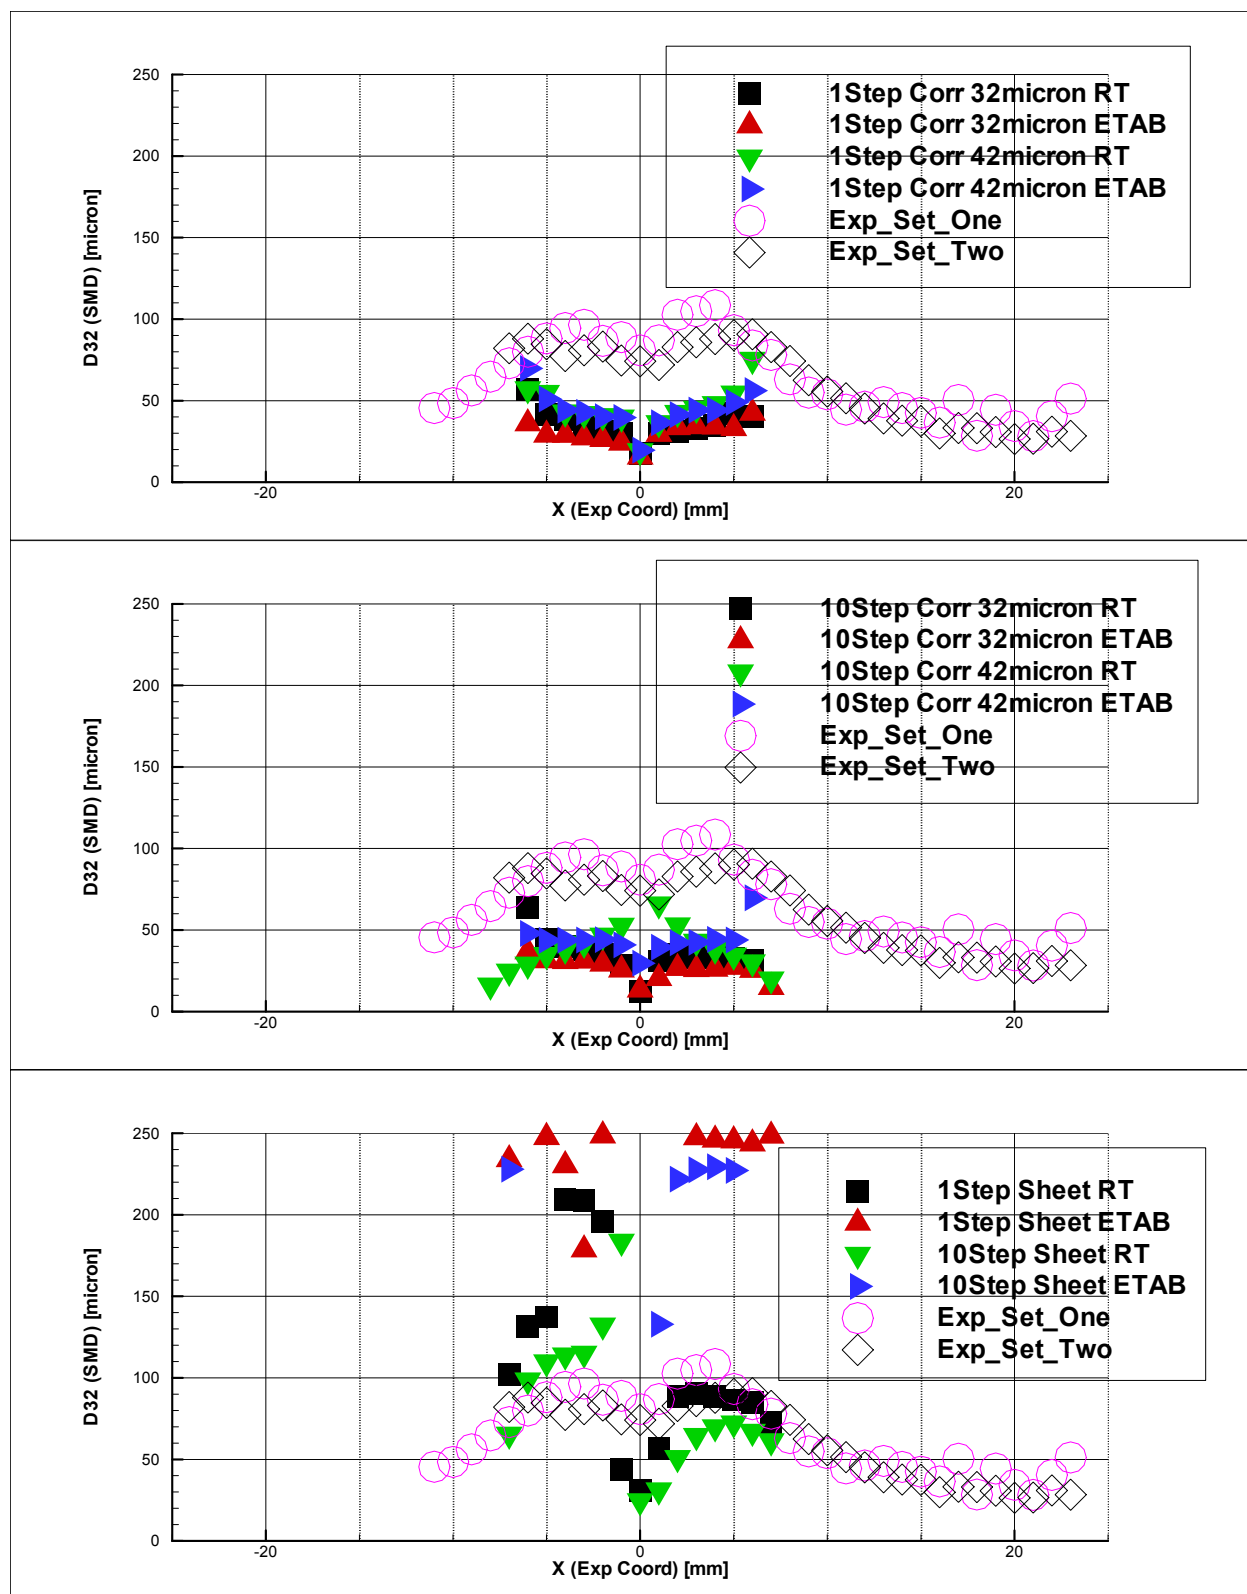 250
200
150
100
50
0
D32 (SMD) [micron]
-20
0
20
X (Exp Coord) [mm]
1Step Corr 32micron RT
1Step Corr 32micron ETAB
1Step Corr 42micron RT
1Step Corr 42micron ETAB
Exp_Set_One
Exp_Set_Two
250
200
150
100
50
0
D32 (SMD) [micron]
-20
0
20
X (Exp Coord) [mm]
10Step Corr 32micron RT
10Step Corr 32micron ETAB
10Step Corr 42micron RT
10Step Corr 42micron ETAB
Exp_Set_One
Exp_Set_Two
250
200
150
100
50
0
D32 (SMD) [micron]
-20
0
20
X (Exp Coord) [mm]
1Step Sheet RT
1Step Sheet ETAB
10Step Sheet RT
10Step Sheet ETAB
Exp_Set_One
Exp_Set_Two